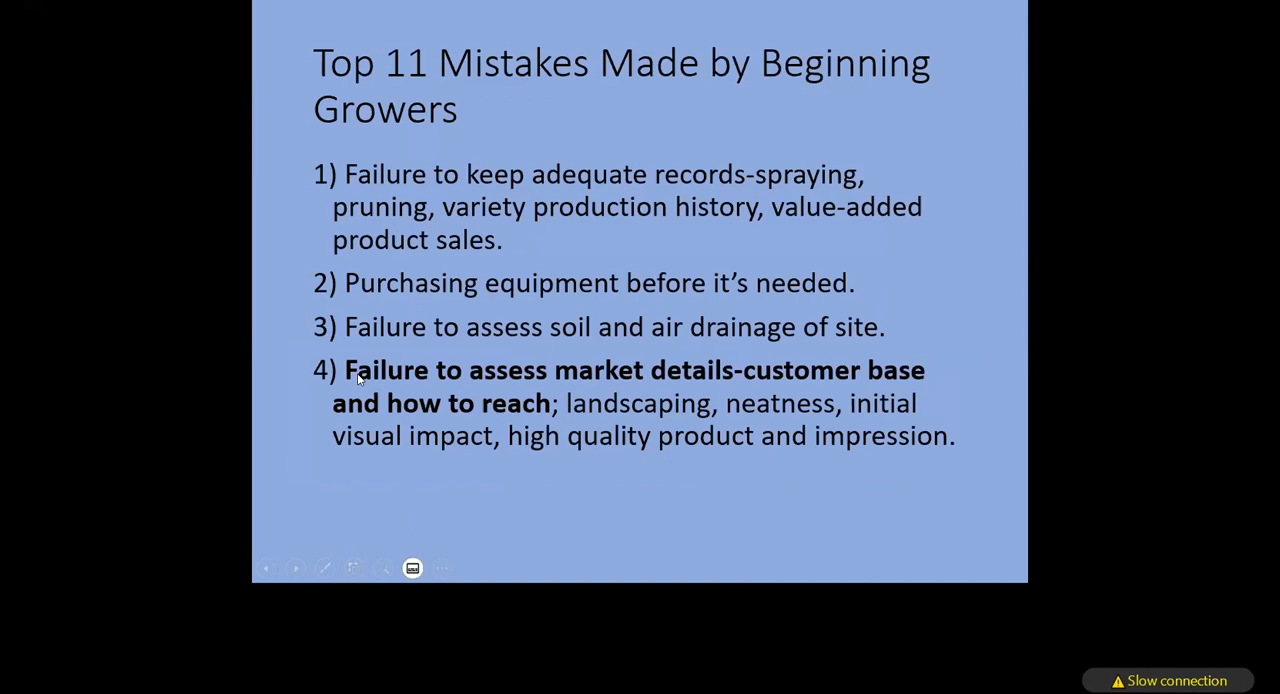 Top 11 Mistakes Made by Beginning
Growers
1) Failure to keep adequate records-spraying,
pruning, variety production history, value-added
product sales.
2) Purchasing equipment before it’s needed.
3) Failure to assess soil and air drainage of site.
4) Failure to assess market details-customer base
and how to reach; landscaping, neatness, initial
visual impact, high quality product and impression.
Slow connection